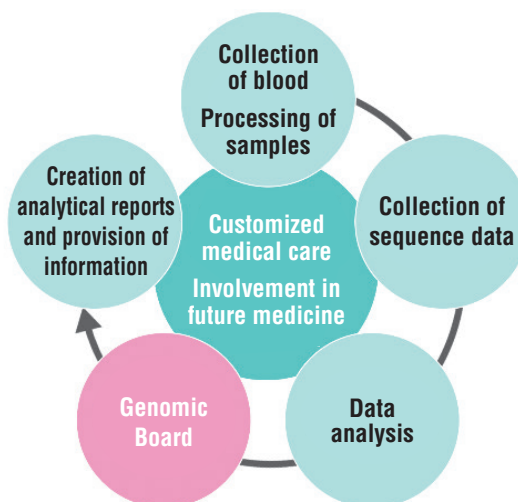 Collection
of blood
Processing of
samples
Collection of
sequence data
Data
analysis
Genomic
Board
Creation of
analytical reports
and provision of
information
Customized
medical care
Involvement in
future medicine